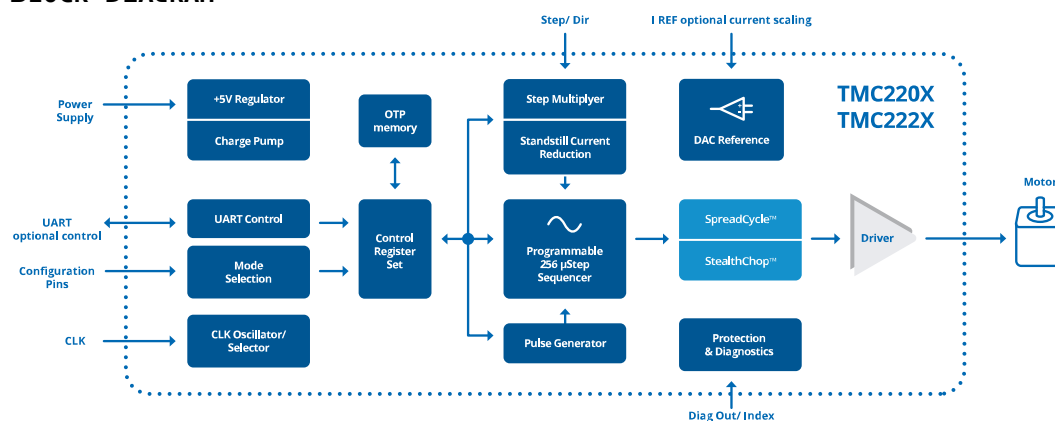 BLOCK DIAGRAM
Step/ Dir
I REF optional current scaling
TMC220X
TMC222X
Power
Supply
+5V Regulator
Charge Pump
OTP
memory
Step Multiplyer
Standstill Current
Reduction
DAC Reference
Motor
UART
optional control
UART Control
Configuration
Pins
Mode
Selection
Control
Register
Set
Programmable
256 µStep
Sequencer
SpreadCycle™
StealthChop™
Driver
CLK
CLK Oscillator/
Selector
Pulse Generator
Protection
& Diagnostics
Diag Out/ Index